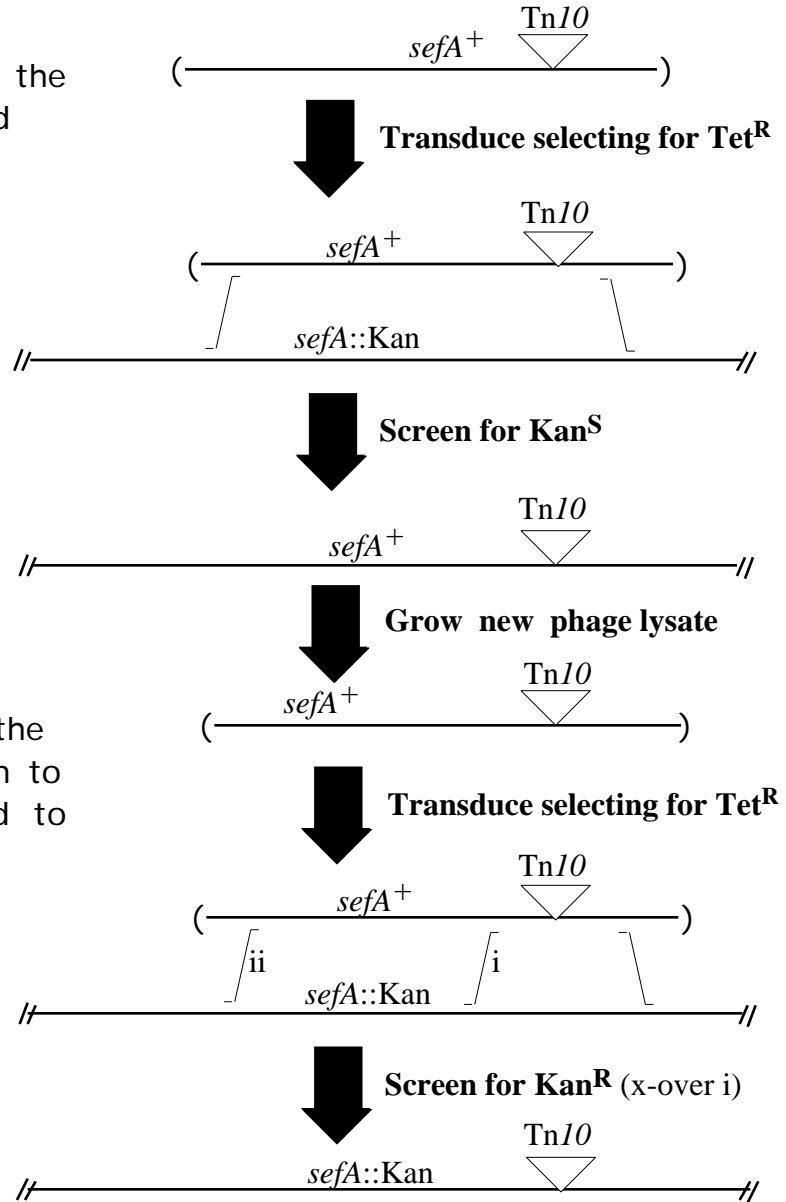 Tn10
sefA+
the
( )
d
Transduce selecting for TetR
Tn10
sefA+
( )
sefA::Kan
// //
Screen for KanS
Tn10
sefA+
// //
Grow new phage lysate
Tn10
sefA+
the
( )
n to
Transduce selecting for TetR
d to
Tn10
sefA+
( )
ii i
sefA::Kan
// //
Screen for KanR (x-over i)
Tn10
sefA::Kan
// //